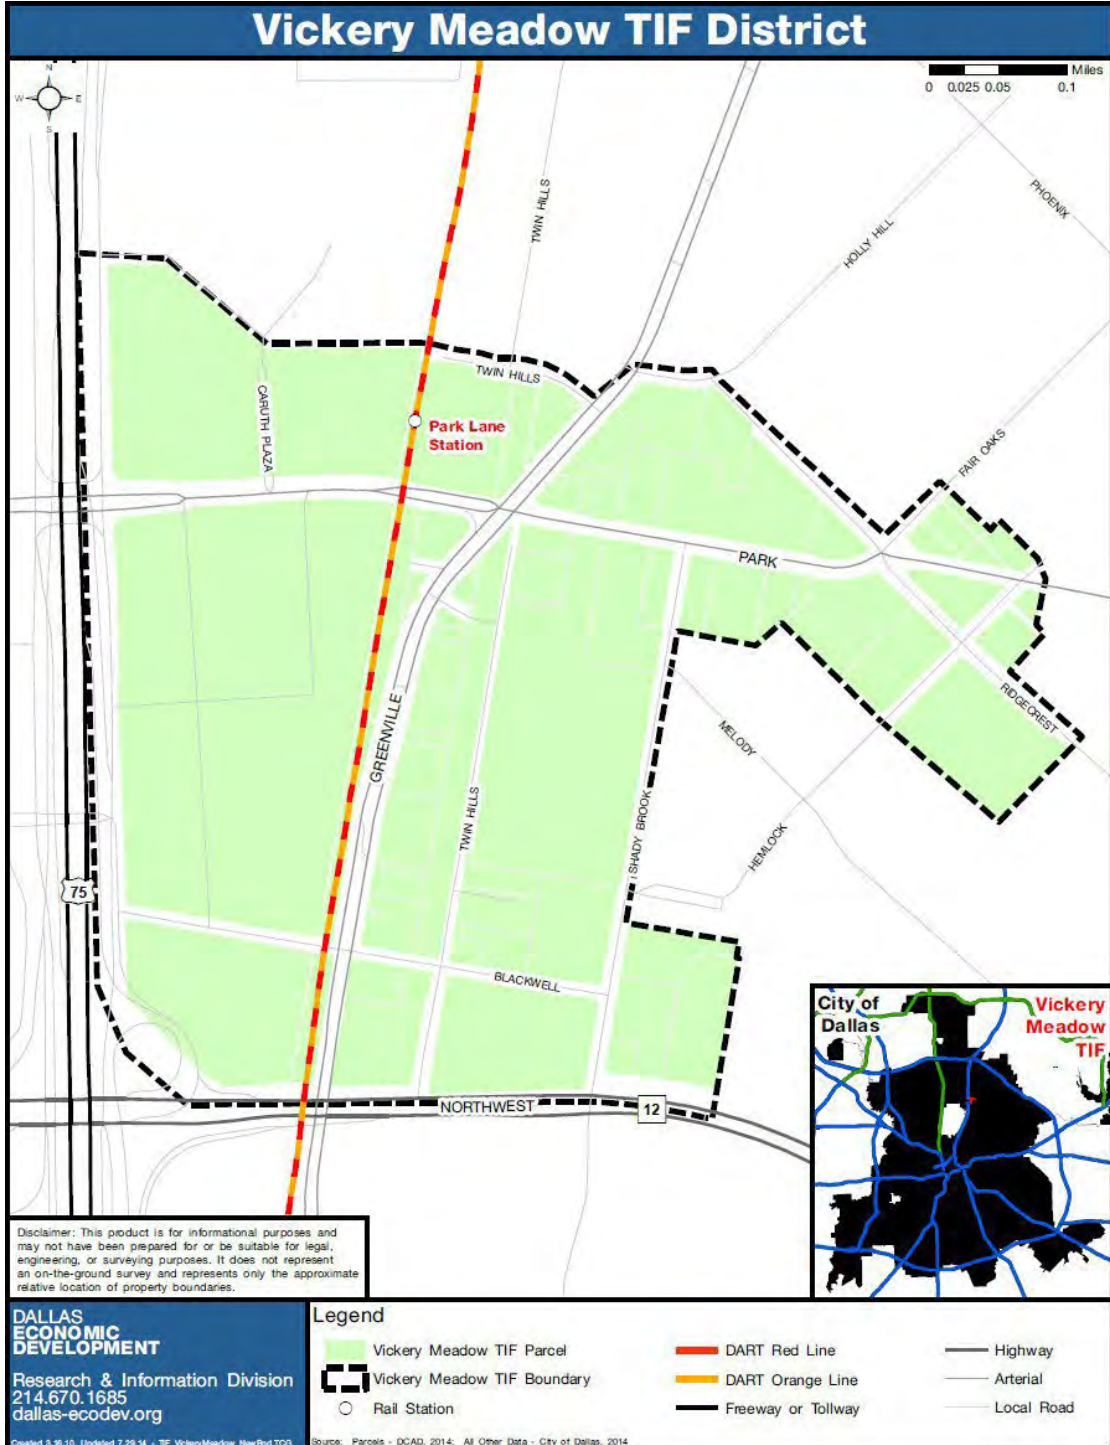 Vickery Meadow TIF District
N
W
E
S
Miles
0 0.025 0.05 0.1
PHOENIX
TWIN HILLS
HOLLY HILL
TWIN HILLS
CARUTH PLAZA
Park Lane
Station
FAIR OAKS
PARK
RIDGECREST
GREENVILLE
MELODY
TWIN HILLS
SHADY BROOK
HEMLOCK
75
BLACKWELL
NORTHWEST
12
City of
Dallas
Vickery
Meadow
TIF
Disclaimer: This product is for informational purposes and
may not have been prepared for or be suitable for legal,
engineering, or surveying purposes. It does not represent
an on-the-ground survey and represents only the approximate
relative location of property boundaries.
DALLAS
ECONOMIC
DEVELOPMENT
Research & Information Division
214.670.1685
dallas-ecodev.org
Legend
Vickery Meadow TIF Parcel
Vickery Meadow TIF Boundary
Rail Station
DART Red Line
DART Orange Line
Freeway or Tollway
Highway
Arterial
Local Road
Source: Parcels - DCAD, 2014; All Other Data - City of Dallas, 2014